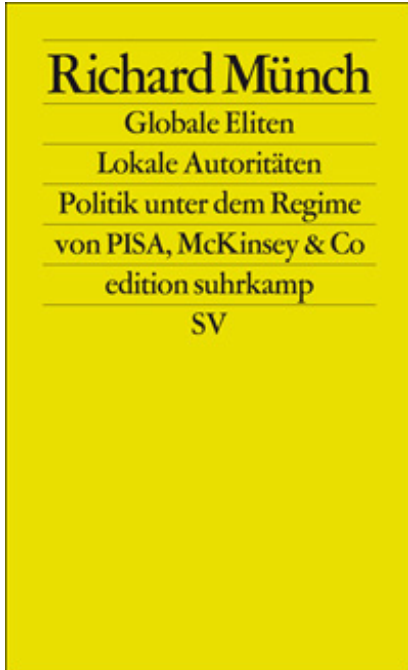 Richard Münch
Globale Eliten
Lokale Autoritäten
Politik unter dem Regime
von PISA, McKinsey & Co
edition suhrkamp
SV